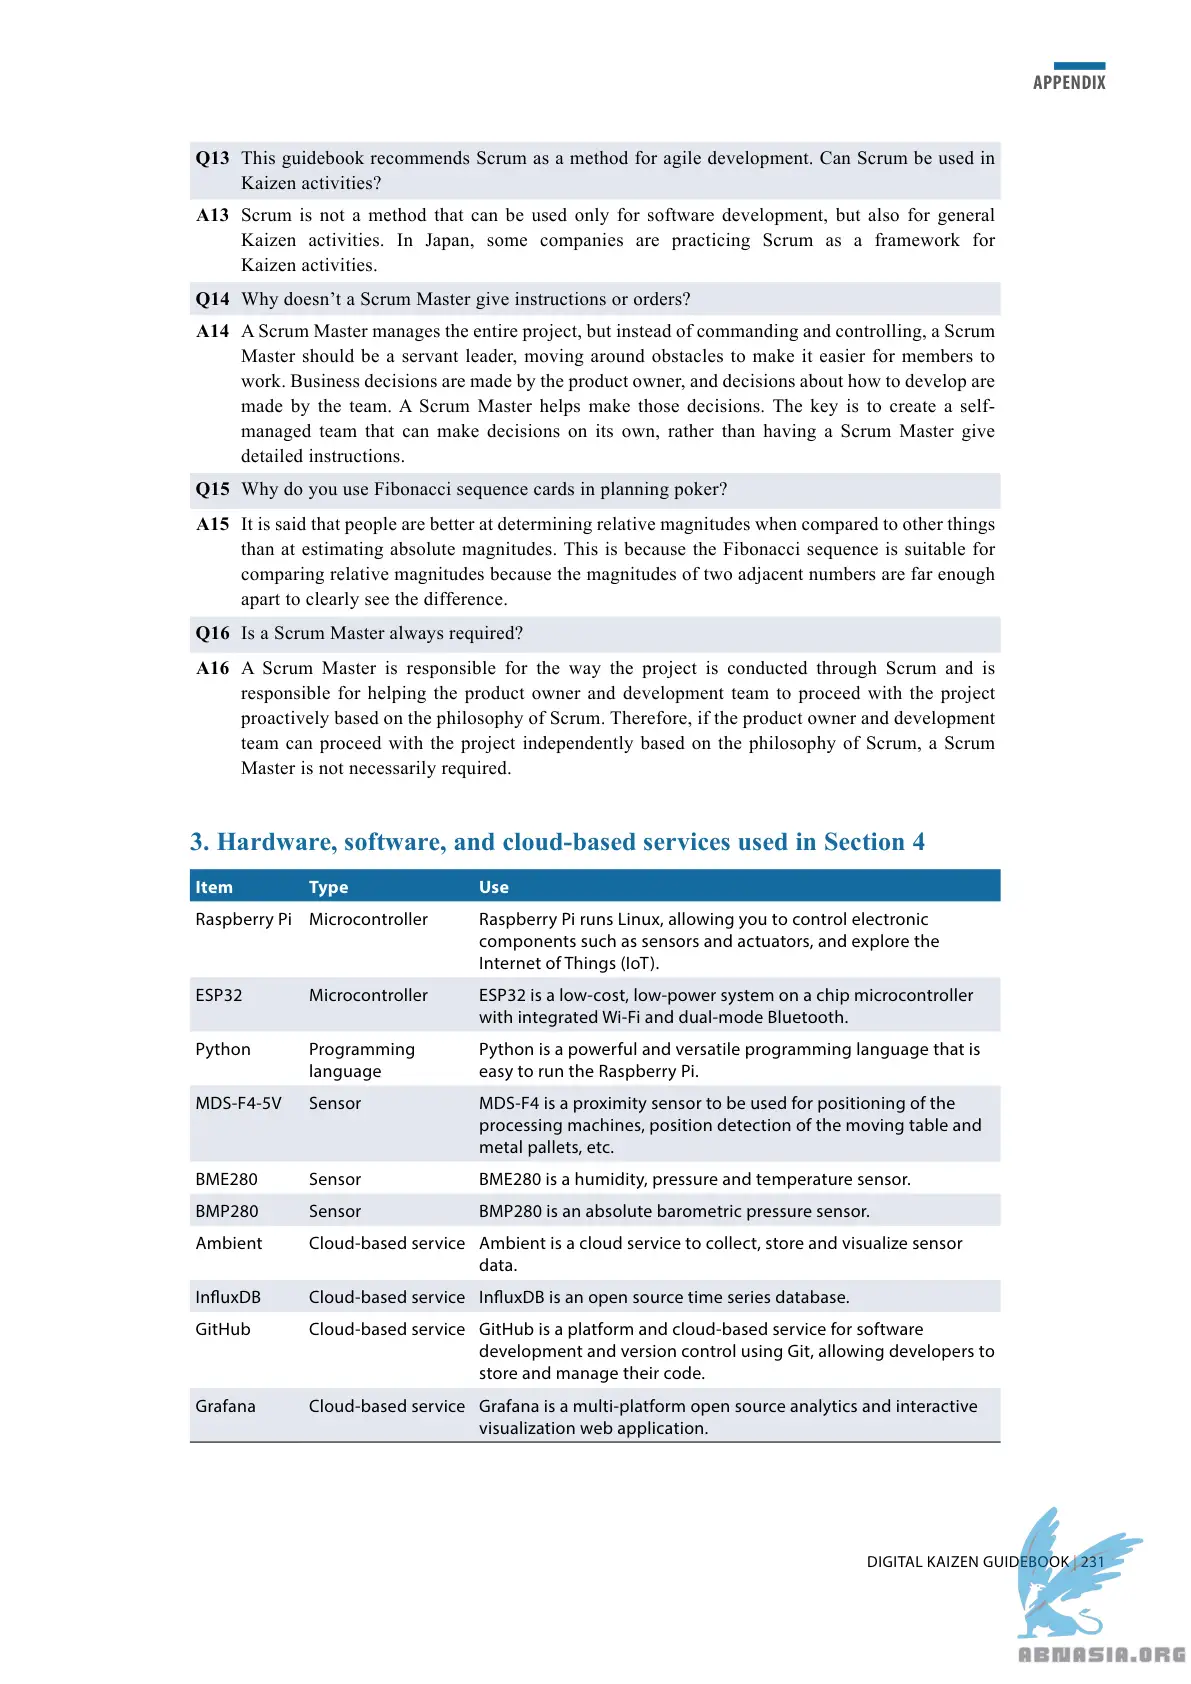 APPENDIX
Q13 This guidebook recommends Scrum as a method for agile development. Can Scrum be used in
Kaizen activities?
A13 Scrum is not a method that can be used only for software development, but also for general
Kaizen activities. In Japan, some companies are practicing Scrum as a framework for
Kaizen activities.
Q14 Why doesn’t a Scrum Master give instructions or orders?
A14 A Scrum Master manages the entire project, but instead of commanding and controlling, a Scrum
Master should be a servant leader, moving around obstacles to make it easier for members to
work. Business decisions are made by the product owner, and decisions about how to develop are
made by the team. A Scrum Master helps make those decisions. The key is to create a self-
managed team that can make decisions on its own, rather than having a Scrum Master give
detailed instructions.
Q15 Why do you use Fibonacci sequence cards in planning poker?
A15 It is said that people are better at determining relative magnitudes when compared to other things
than at estimating absolute magnitudes. This is because the Fibonacci sequence is suitable for
comparing relative magnitudes because the magnitudes of two adjacent numbers are far enough
apart to clearly see the difference.
Q16 Is a Scrum Master always required?
A16 A Scrum Master is responsible for the way the project is conducted through Scrum and is
responsible for helping the product owner and development team to proceed with the project
proactively based on the philosophy of Scrum. Therefore, if the product owner and development
team can proceed with the project independently based on the philosophy of Scrum, a Scrum
Master is not necessarily required.
3. Hardware, software, and cloud-based services used in Section 4
Item Type Use
Raspberry Pi Microcontroller Raspberry Pi runs Linux, allowing you to control electronic
components such as sensors and actuators, and explore the
Internet of Things (IoT).
ESP32 Microcontroller ESP32 is a low-cost, low-power system on a chip microcontroller
with integrated Wi-Fi and dual-mode Bluetooth.
Python Programming Python is a powerful and versatile programming language that is
language easy to run the Raspberry Pi.
MDS-F4-5V Sensor MDS-F4 is a proximity sensor to be used for positioning of the
processing machines, position detection of the moving table and
metal pallets, etc.
BME280 Sensor BME280 is a humidity, pressure and temperature sensor.
BMP280 Sensor BMP280 is an absolute barometric pressure sensor.
Ambient Cloud-based service Ambient is a cloud service to collect, store and visualize sensor
data.
InfluxDB Cloud-based service InfluxDB is an open source time series database.
GitHub Cloud-based service GitHub is a platform and cloud-based service for software
development and version control using Git, allowing developers to
store and manage their code.
Grafana Cloud-based service Grafana is a multi-platform open source analytics and interactive
visualization web application.
DIGITAL KAIZEN GUIDEBOOK | 231
ABNASIA.ORG